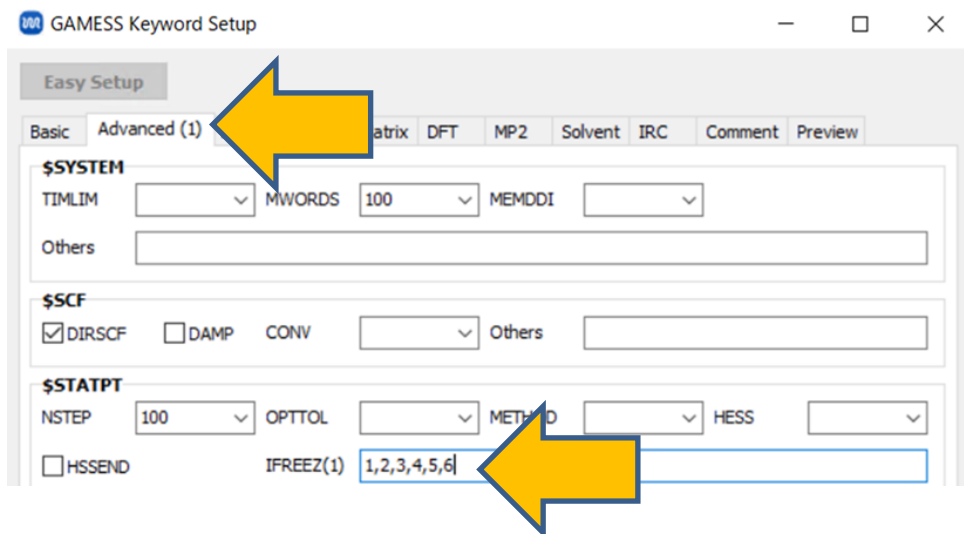 GAMESS Keyword Setup
Easy Setup
Basic Advanced (1) DFT MP2 Solvent IRC Comment Preview
$SYSTEM
TIMLIM MWORDS 100 MEMDDI
Others
$SCF
DIRSCF DAMP CONV Others
$STATPT
NSTEP 100 OPTTOL HESS
HSSEND IFREEZ(1) 1,2,3,4,5,6